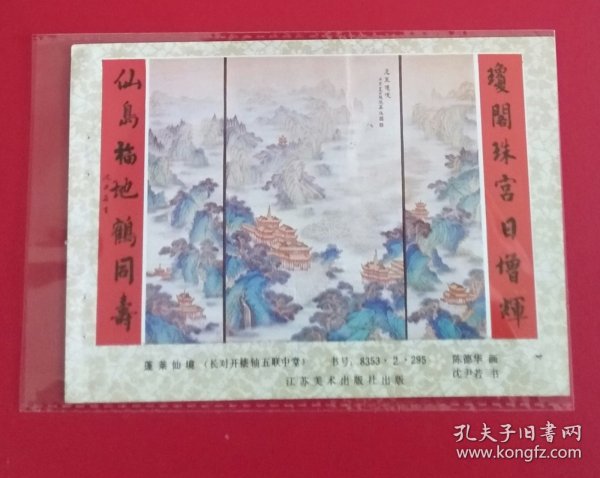 瓊閣珠宮日增輝
仙島福地鶴同壽
蓬莱仙境（长对开裱轴五联中堂） 书号：8353·2·295 陈德华 画
沈尹若 书
江苏美术出版社出版
孔夫子旧书网
www.kongfz.com